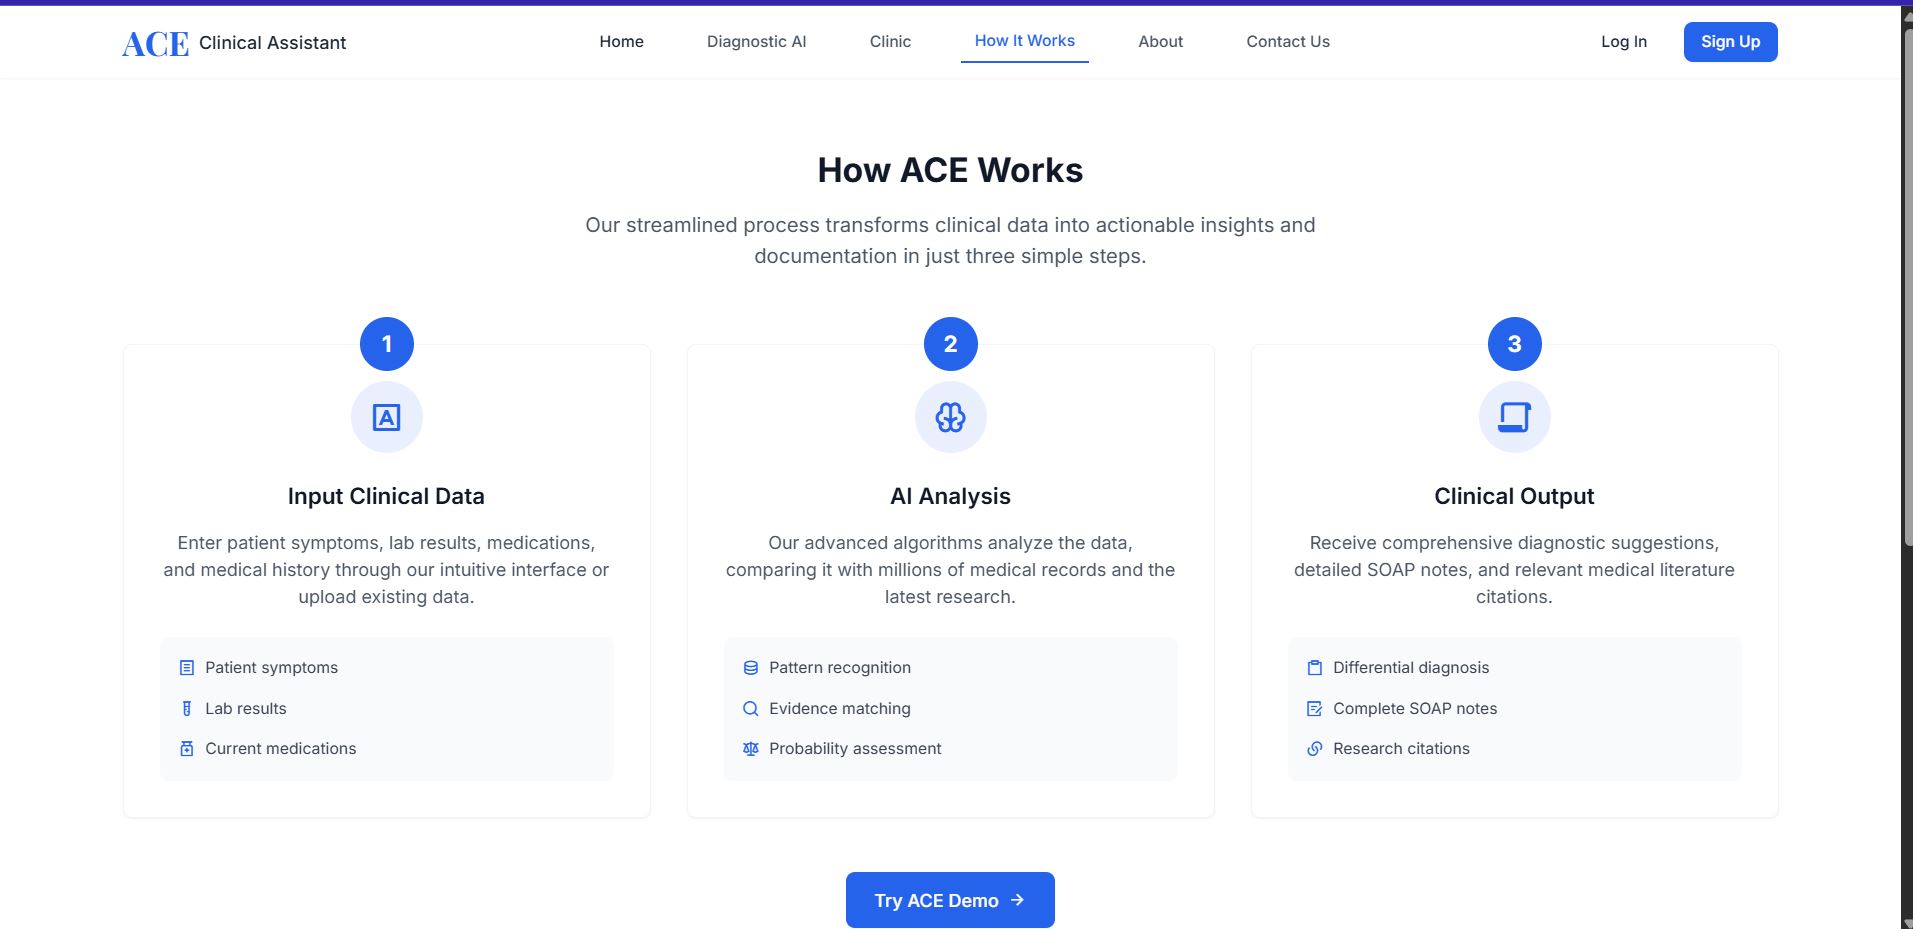 ACE Clinical Assistant
Home
Diagnostic AI
Clinic
How It Works
About
Contact Us
Log In
Sign Up
How ACE Works
Our streamlined process transforms clinical data into actionable insights and
documentation in just three simple steps.
1
A
Input Clinical Data
Enter patient symptoms, lab results, medications,
and medical history through our intuitive interface or
upload existing data.
Patient symptoms
Lab results
Current medications
2
AI Analysis
Our advanced algorithms analyze the data,
comparing it with millions of medical records and the
latest research.
Pattern recognition
Evidence matching
Probability assessment
3
Clinical Output
Receive comprehensive diagnostic suggestions,
detailed SOAP notes, and relevant medical literature
citations.
Differential diagnosis
Complete SOAP notes
Research citations
Try ACE Demo →